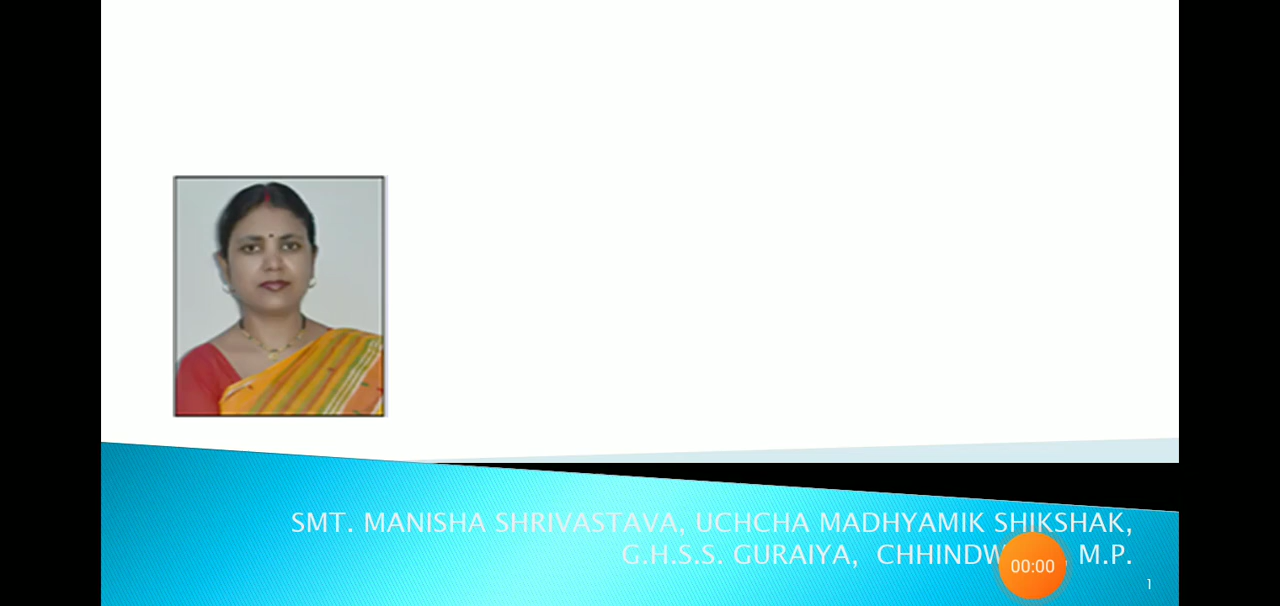 SMT. MANISHA SHRIVASTAVA, UCHCHA MADHYAMIK SHIKSHAK,
G.H.S.S. GURAIYA, M.P.
00:00
1